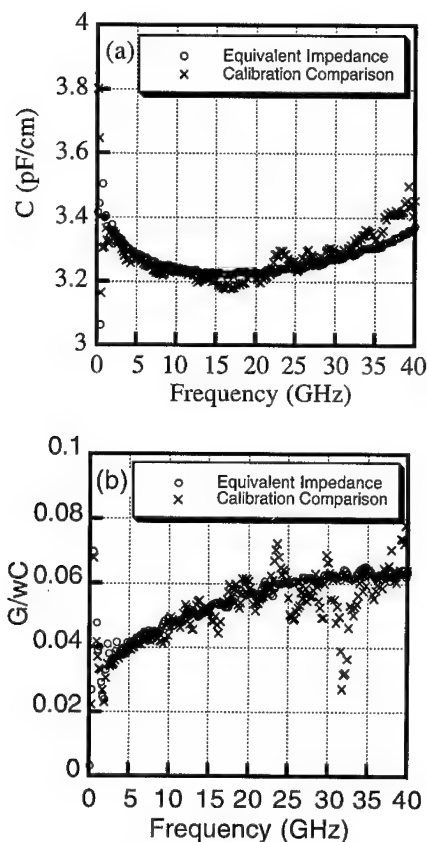 (a)
Equivalent Impedance
Calibration Comparison
C (pF/cm)
4
3.8
3.6
3.4
3.2
3
0 5 10 15 20 25 30 35 40
Frequency (GHz)
(b)
Equivalent Impedance
Calibration Comparison
G/wC
0.1
0.08
0.06
0.04
0.02
0
0 5 10 15 20 25 30 35 40
Frequency (GHz)